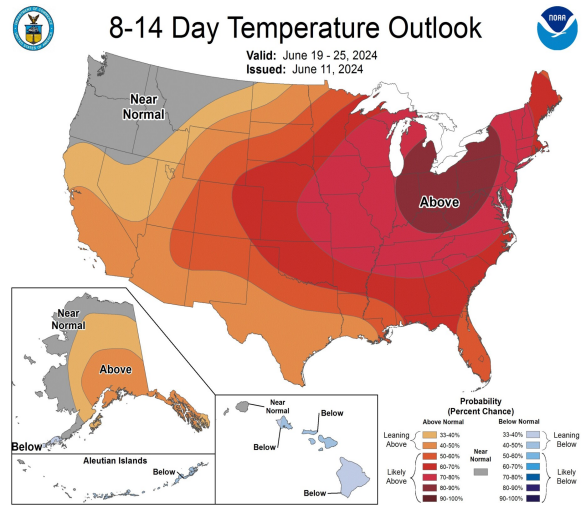 8-14 Day Temperature Outlook
Valid: June 19 - 25, 2024
Issued: June 11, 2024
NOAA
Near
Normal
Above
Near
Normal
Above
Below
Aleutian Islands
Below
Near
Normal
Below
Below
Below
Probability
(Percent Chance)
Above Normal
Below Normal
Leaning
Above
33-40%
40-50%
Likely
Above
50-60%
60-70%
70-80%
80-90%
90-100%
Near
Normal
33-40%
40-50%
Leaning
Below
50-60%
60-70%
70-80%
80-90%
90-100%
Likely
Below